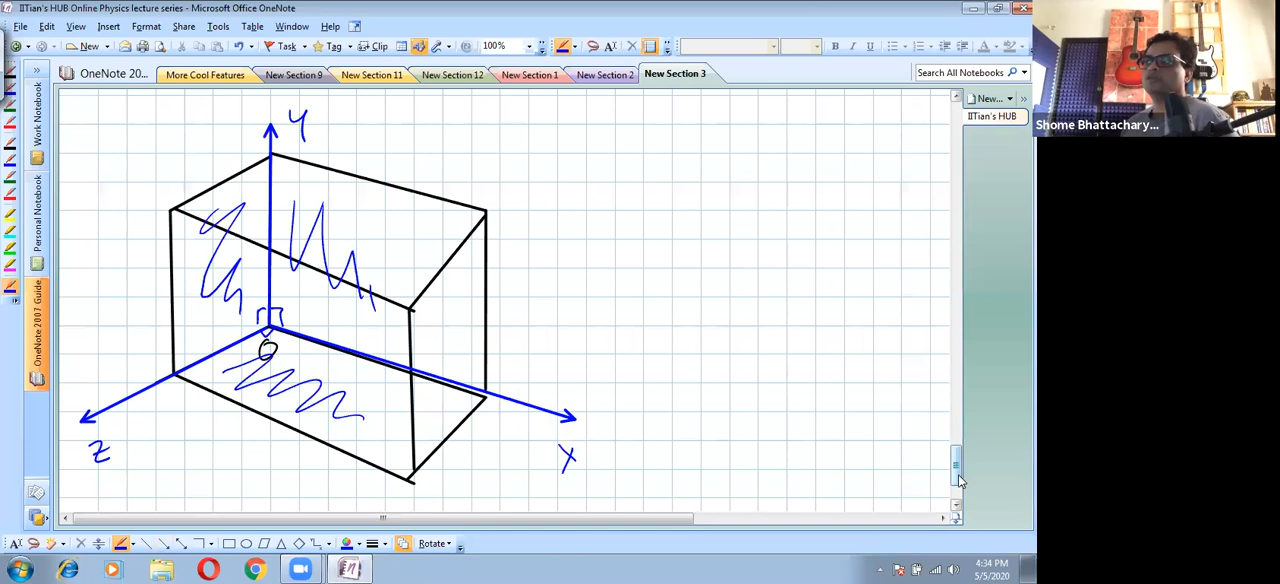 IITian's HUB Online Physics lecture series - Microsoft Office OneNote
File Edit View Insert Format Share Tools Table Window Help
New Task Tag Clip 100% A B I U A
OneNote 20... More Cool Features New Section 9 New Section 11 New Section 12 New Section 1 New Section 2 New Section 3 Search All Notebooks
New...
IITian's HUB
Work Notebook
Personal Notebook
OneNote 2007 Guide
Shome Bhattachary...
Y
O
Z
X
Rotate
4:34 PM
5/5/2020